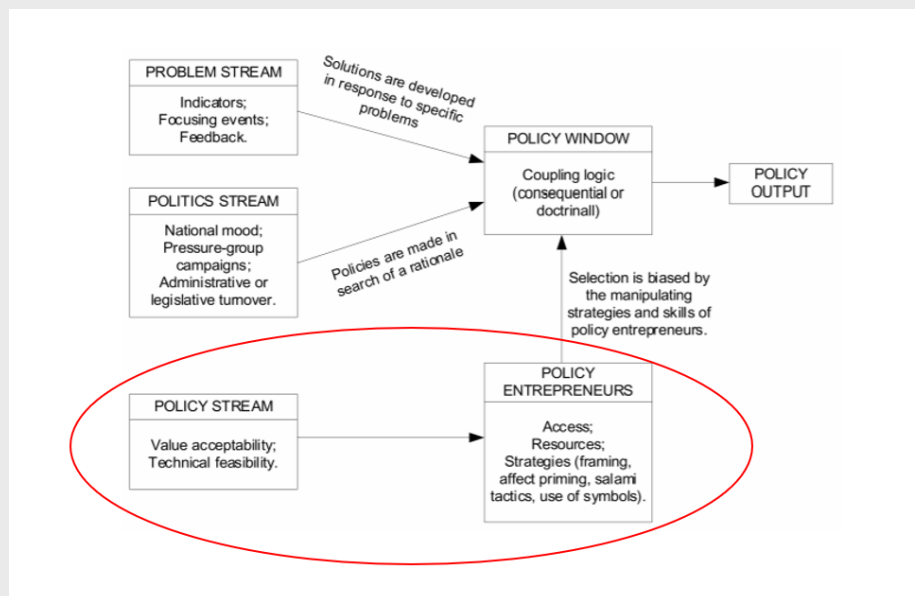 PROBLEM STREAM
Indicators;
Focusing events;
Feedback.
Solutions are developed
in response to specific
problems
POLITICS STREAM
National mood;
Pressure-group
campaigns;
Administrative or
legislative turnover.
Policies are made in
search of a rationale
POLICY WINDOW
Coupling logic
(consequential or
doctrinall)
POLICY
OUTPUT
Selection is biased by
the manipulating
strategies and skills of
policy entrepreneurs.
POLICY STREAM
Value acceptability;
Technical feasibility.
POLICY
ENTREPRENEURS
Access;
Resources;
Strategies (framing,
affect priming, salami
tactics, use of symbols).